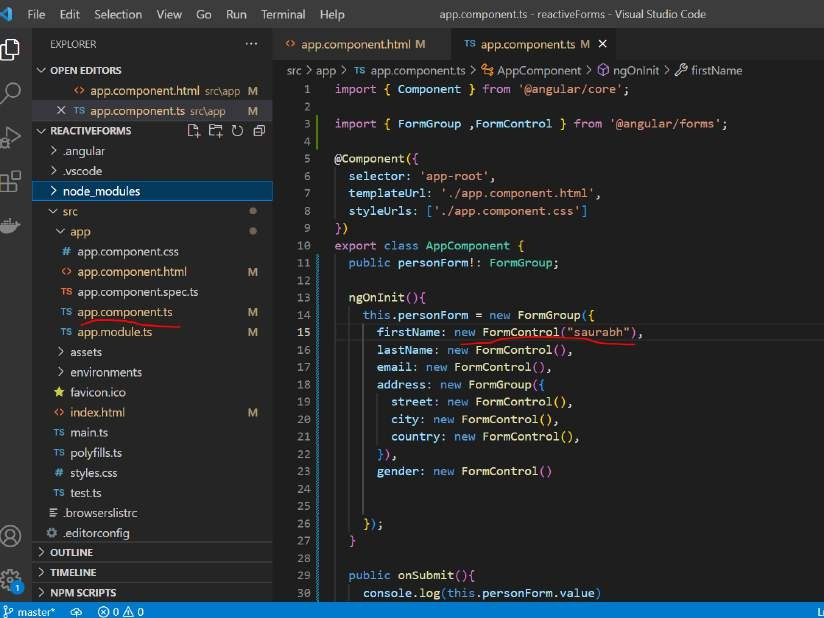 File Edit Selection View Go Run Terminal Help app.component.ts - reactiveForms - Visual Studio Code
EXPLORER ...
OPEN EDITORS
<> app.component.html src\app M
× TS app.component.ts src\app M
REACTIVEFORMS
> .angular
> .vscode
> node_modules
src
app
# app.component.css
<> app.component.html M
TS app.component.spec.ts
TS app.component.ts M
TS app.module.ts M
> assets
> environments
favicon.ico
<> index.html M
TS main.ts
TS polyfills.ts
# styles.css
TS test.ts
.browserslistrc
.editorconfig
> OUTLINE
> TIMELINE
> NPM SCRIPTS
1
master* 0 0
<> app.component.html M TS app.component.ts M ×
src > app > TS app.component.ts > AppComponent > ngOnInit > firstName
1 import { Component } from '@angular/core';
2
3 import { FormGroup ,FormControl } from '@angular/forms';
4
5 @Component({
6 selector: 'app-root',
7 templateUrl: './app.component.html',
8 styleUrls: ['./app.component.css']
9 })
10 export class AppComponent {
11 public personForm!: FormGroup;
12
13 ngOnInit(){
14 this.personForm = new FormGroup({
15 firstName: new FormControl("saurabh"),
16 lastName: new FormControl(),
17 email: new FormControl(),
18 address: new FormGroup({
19 street: new FormControl(),
20 city: new FormControl(),
21 country: new FormControl(),
22 }),
23 gender: new FormControl()
24
25
26 });
27 }
28
29 public onSubmit(){
30 console.log(this.personForm.value)